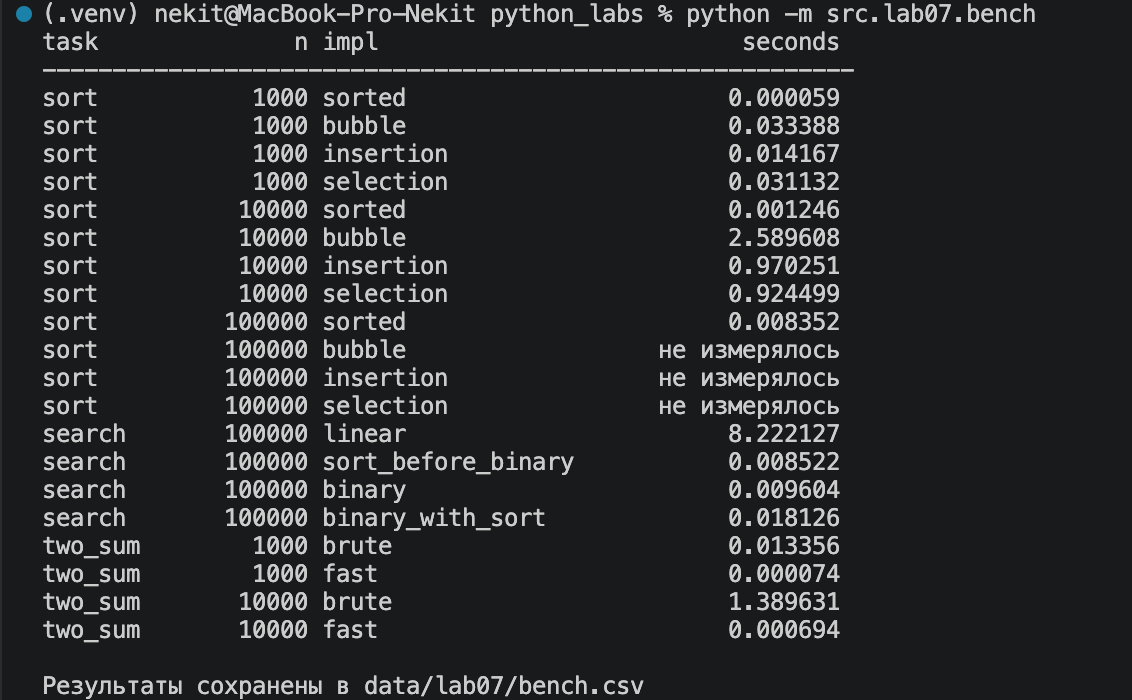 (.venv) nekit@MacBook-Pro-Nekit python_labs % python -m src.lab07.bench
task                  n impl                          seconds
----------------------------------------------------------
sort           1000 sorted                       0.000059
sort           1000 bubble                       0.033388
sort           1000 insertion                    0.014167
sort           1000 selection                    0.031132
sort          10000 sorted                       0.001246
sort          10000 bubble                       2.589608
sort          10000 insertion                    0.970251
sort          10000 selection                    0.924499
sort         100000 sorted                       0.008352
sort         100000 bubble                  не измерялось
sort         100000 insertion               не измерялось
sort         100000 selection               не измерялось
search       100000 linear                       8.222127
search       100000 sort_before_binary           0.008522
search       100000 binary                       0.009604
search       100000 binary_with_sort             0.018126
two_sum        1000 brute                        0.013356
two_sum        1000 fast                         0.000074
two_sum       10000 brute                        1.389631
two_sum       10000 fast                         0.000694
Результаты сохранены в data/lab07/bench.csv